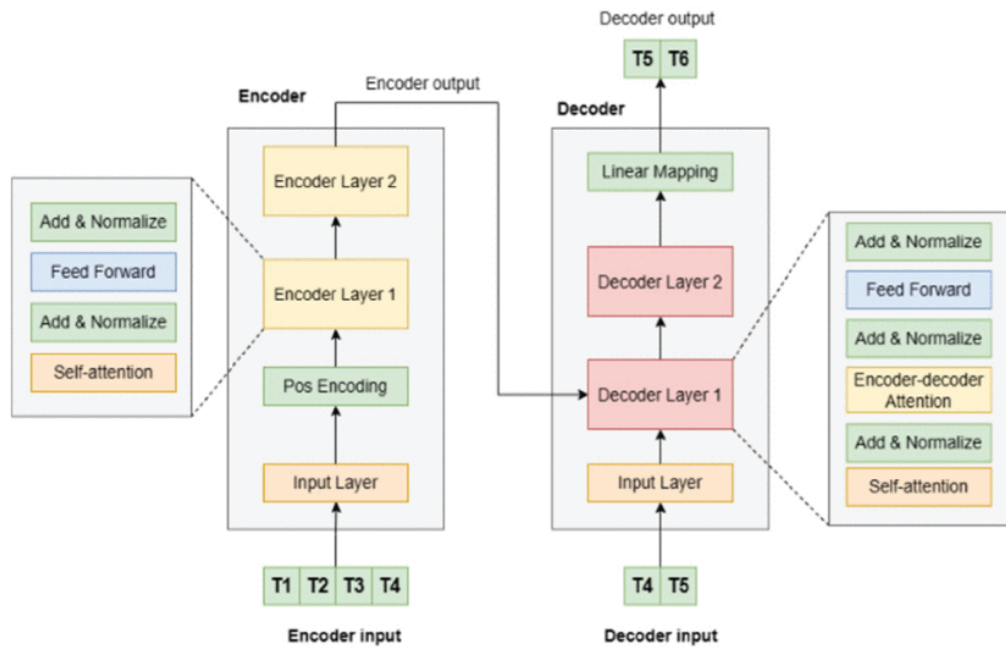 Decoder output
T5 T6
Encoder output
Encoder
Decoder
Encoder Layer 2
Linear Mapping
Add & Normalize
Feed Forward
Add & Normalize
Self-attention
Encoder Layer 1
Decoder Layer 2
Add & Normalize
Feed Forward
Add & Normalize
Encoder-decoder
Attention
Add & Normalize
Self-attention
Pos Encoding
Decoder Layer 1
Input Layer
Input Layer
T1 T2 T3 T4
T4 T5
Encoder input
Decoder input